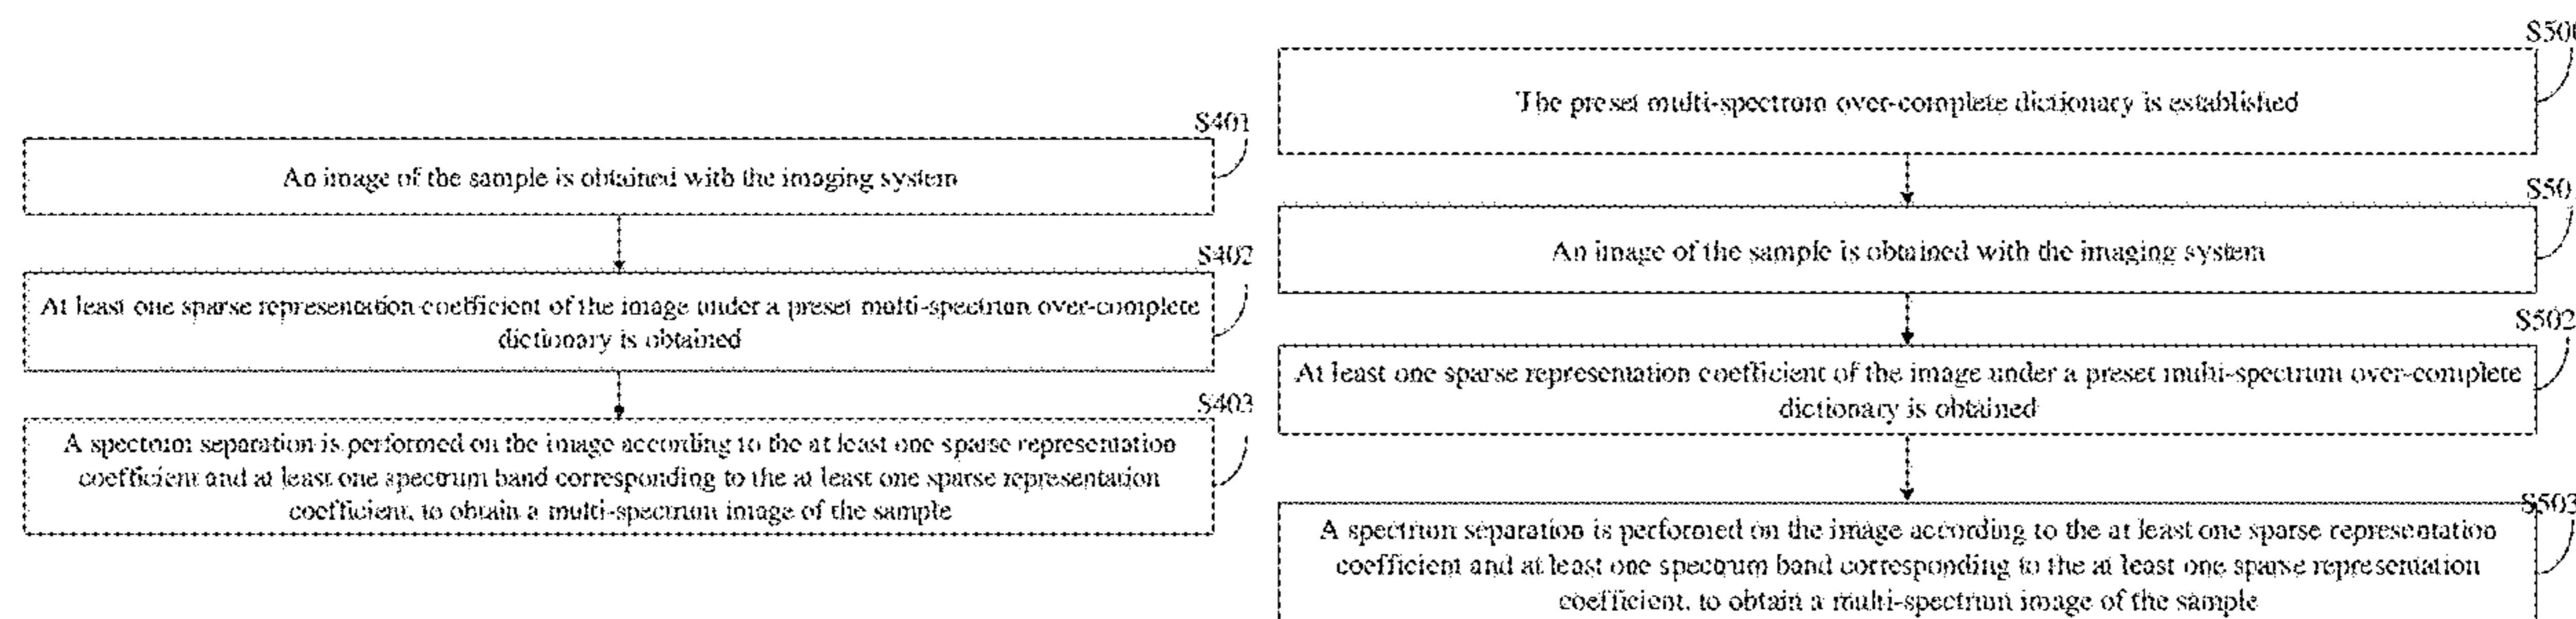 S401
An image of the sample is obtained with the imaging system
S402
At least one sparse representation coefficient of the image under a preset multi-spectrum over-complete
dictionary is obtained
S403
A spectrum separation is performed on the image according to the at least one sparse representation
coefficient and at least one spectrum band corresponding to the at least one sparse representation
coefficient, to obtain a multi-spectrum image of the sample
S500
The preset multi-spectrum over-complete dictionary is established
S50
An image of the sample is obtained with the imaging system
S502
At least one sparse representation coefficient of the image under a preset multi-spectrum over-complete
dictionary is obtained
S503
A spectrum separation is performed on the image according to the at least one sparse representation
coefficient and at least one spectrum band corresponding to the at least one sparse representation
coefficient, to obtain a multi-spectrum image of the sample